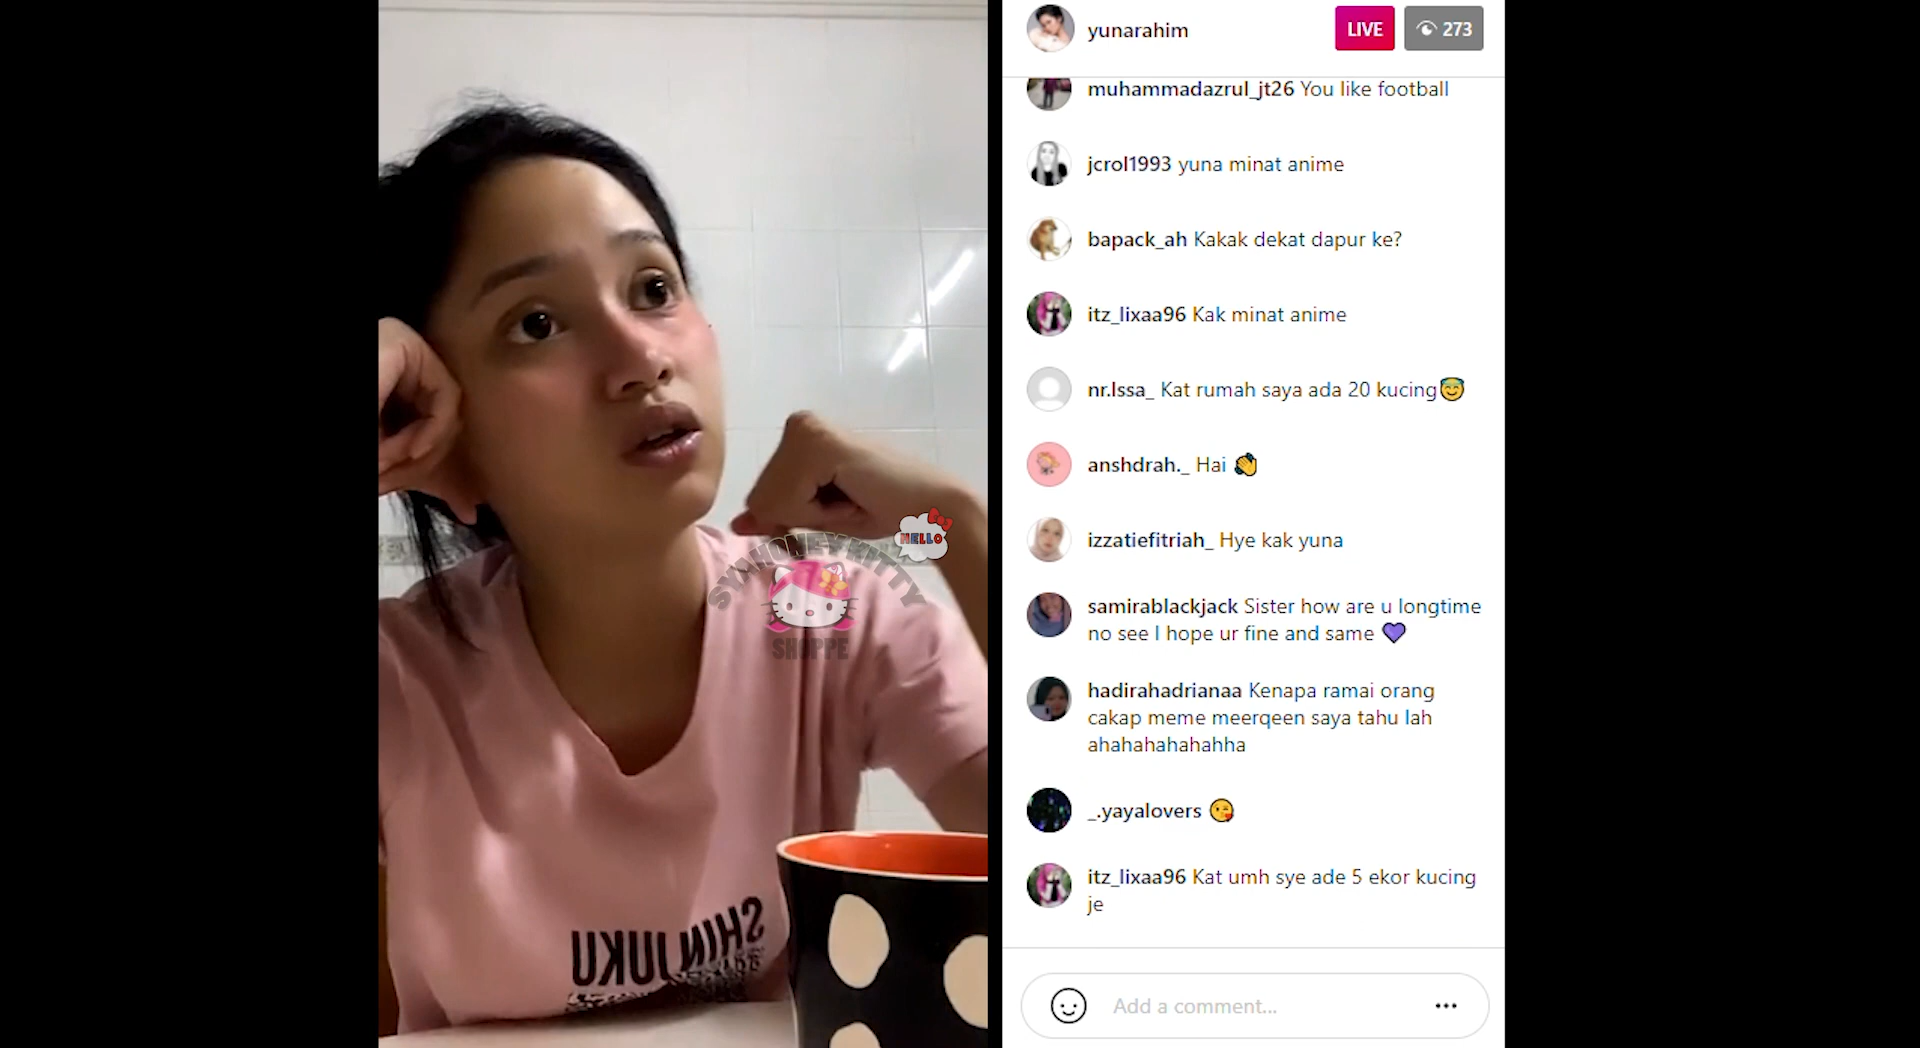 yunarahim
LIVE
273
muhammadazrul_jt26 You like football
jcrol1993 yuna minat anime
bapack_ah Kakak dekat dapur ke?
itz_lixaa96 Kak minat anime
nr.lssa_ Kat rumah saya ada 20 kucing😇
anshdrah._ Hai 👏
izzatiefitriah_ Hye kak yuna
samirablackjack Sister how are u longtime
no see I hope ur fine and same 💜
hadirahadrianaa Kenapa ramai orang
cakap meme meerqeen saya tahu lah
ahahahahahahha
_.yayalovers 😘
itz_lixaa96 Kat umh sye ade 5 ekor kucing
je
Add a comment...
HELLO
SYAHONEY KITTY
SHOPPE
SHINJUKU